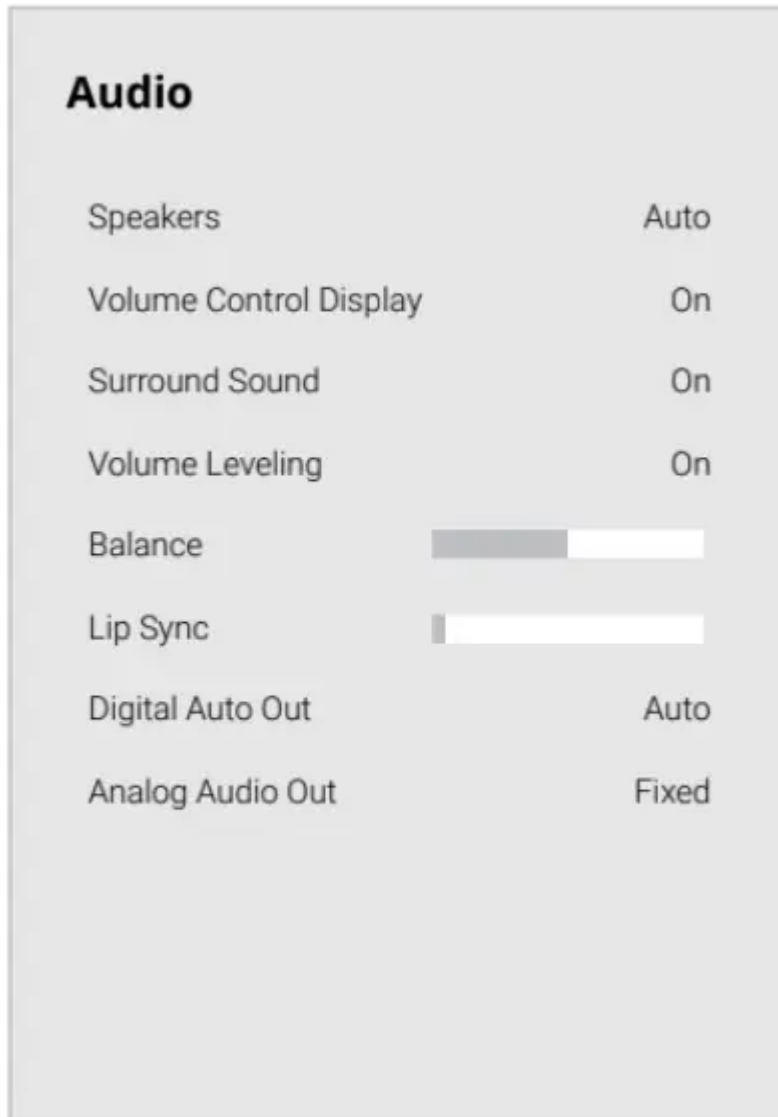 Audio
Speakers Auto
Volume Control Display On
Surround Sound On
Volume Leveling On
Balance
Lip Sync
Digital Auto Out Auto
Analog Audio Out Fixed